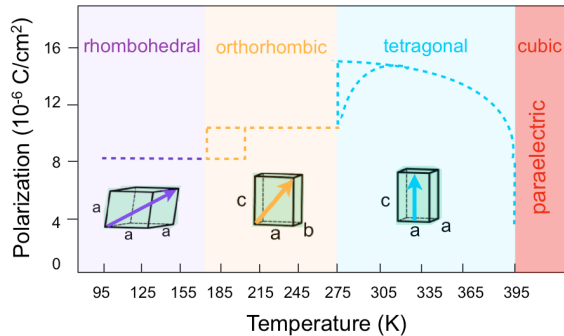 rhombohedral orthorhombic tetragonal cubic
Polarization (10⁻⁶ C/cm²)
16
12
8
4
0
paraelectric
a
a
a
c
a
b
c
a
a
95 125 155 185 215 245 275 305 335 365 395
Temperature (K)